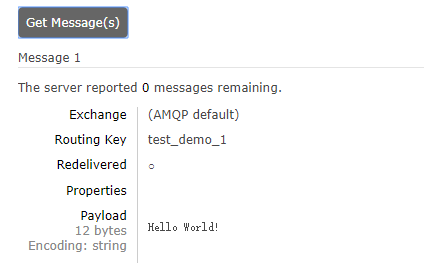 Get Message(s)
Message 1
The server reported 0 messages remaining.
Exchange (AMQP default)
Routing Key test_demo_1
Redelivered ○
Properties
Payload
12 bytes
Encoding: string
Hello World!